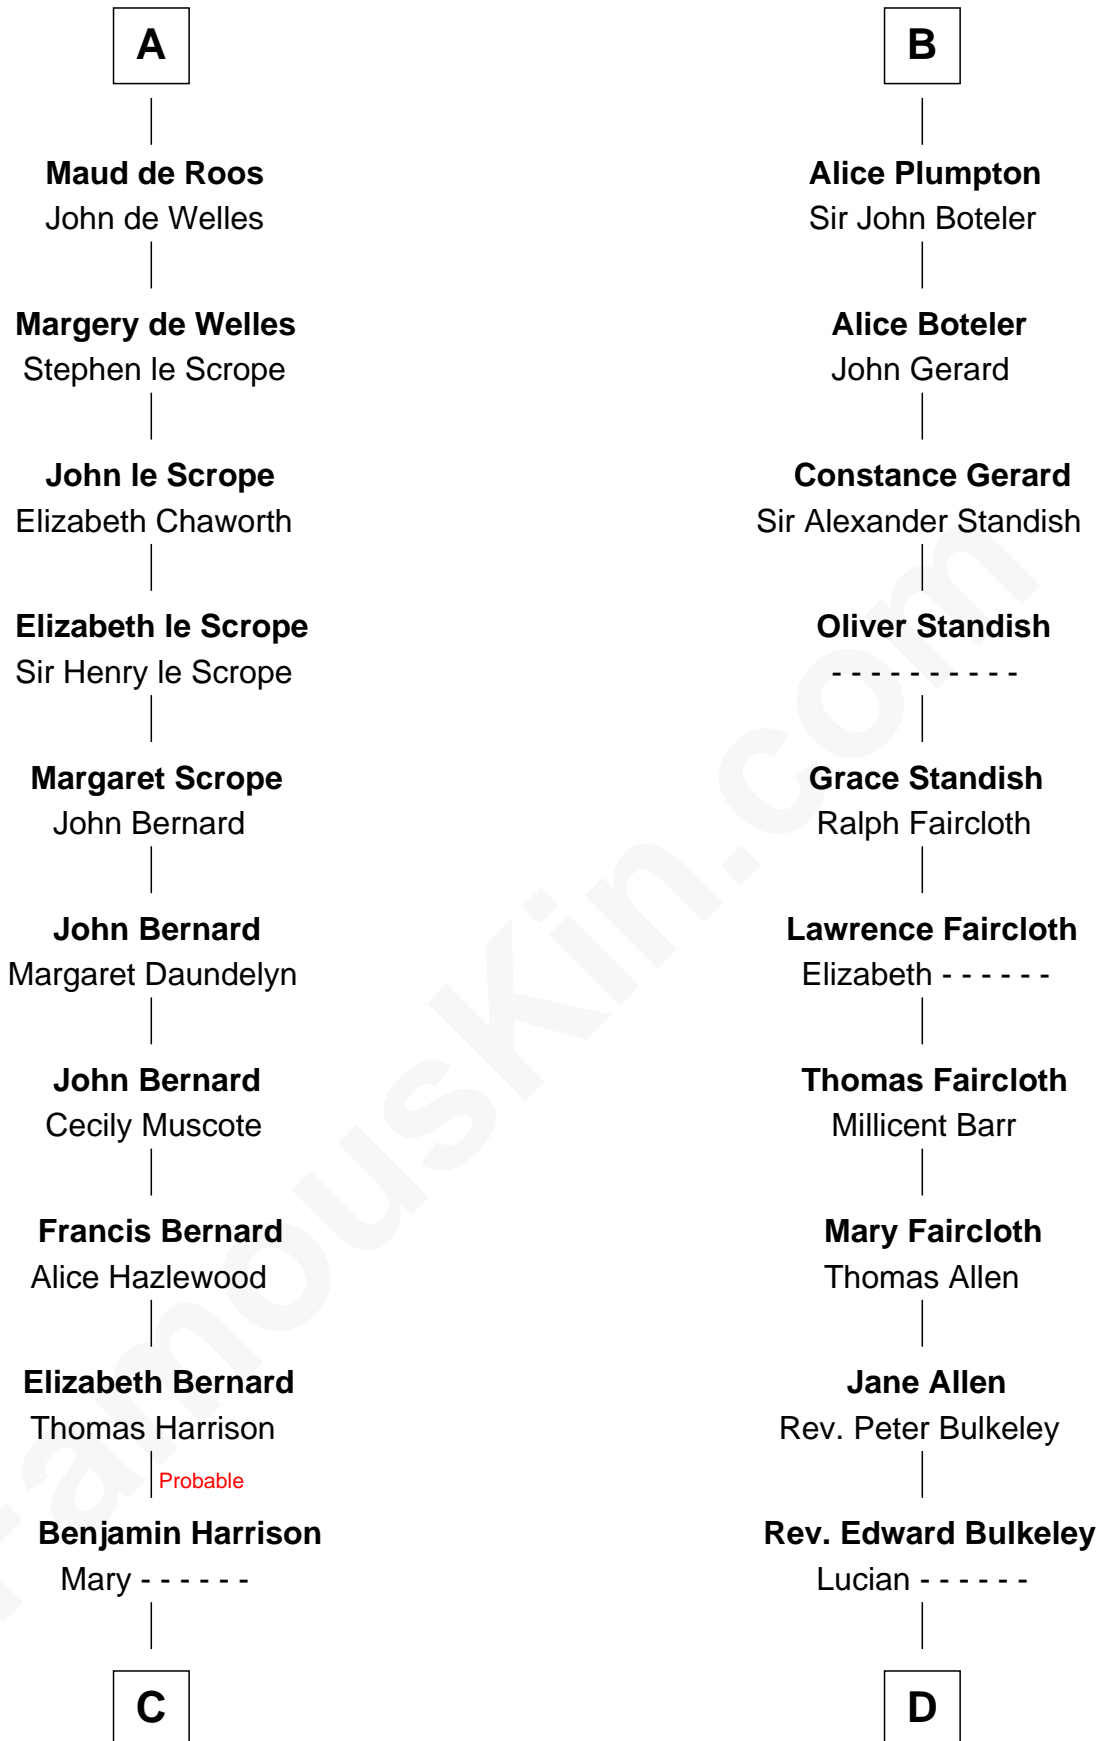 A
Maud de Roos
John de Welles
Margery de Welles
Stephen le Scrope
John le Scrope
Elizabeth Chaworth
Elizabeth le Scrope
Sir Henry le Scrope
Margaret Scrope
John Bernard
John Bernard
Margaret Daundelyn
John Bernard
Cecily Muscote
Francis Bernard
Alice Hazlewood
Elizabeth Bernard
Thomas Harrison
Probable
Benjamin Harrison
Mary - - - - - -
C
B
Alice Plumpton
Sir John Boteler
Alice Boteler
John Gerard
Constance Gerard
Sir Alexander Standish
Oliver Standish
- - - - - - - - - -
Grace Standish
Ralph Faircloth
Lawrence Faircloth
Elizabeth - - - - - -
Thomas Faircloth
Millicent Barr
Mary Faircloth
Thomas Allen
Jane Allen
Rev. Peter Bulkeley
Rev. Edward Bulkeley
Lucian - - - - - -
D
FamousKin.com